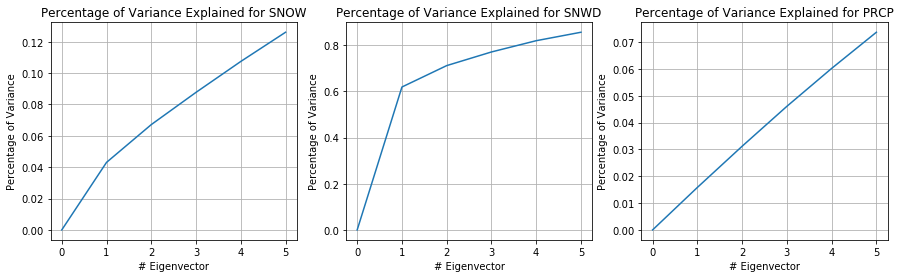 Percentage of Variance Explained for SNOW
Percentage of Variance
0.12
0.10
0.08
0.06
0.04
0.02
0.00
0 1 2 3 4 5
# Eigenvector
Percentage of Variance Explained for SNWD
Percentage of Variance
0.8
0.6
0.4
0.2
0.0
0 1 2 3 4 5
# Eigenvector
Percentage of Variance Explained for PRCP
Percentage of Variance
0.07
0.06
0.05
0.04
0.03
0.02
0.01
0.00
0 1 2 3 4 5
# Eigenvector